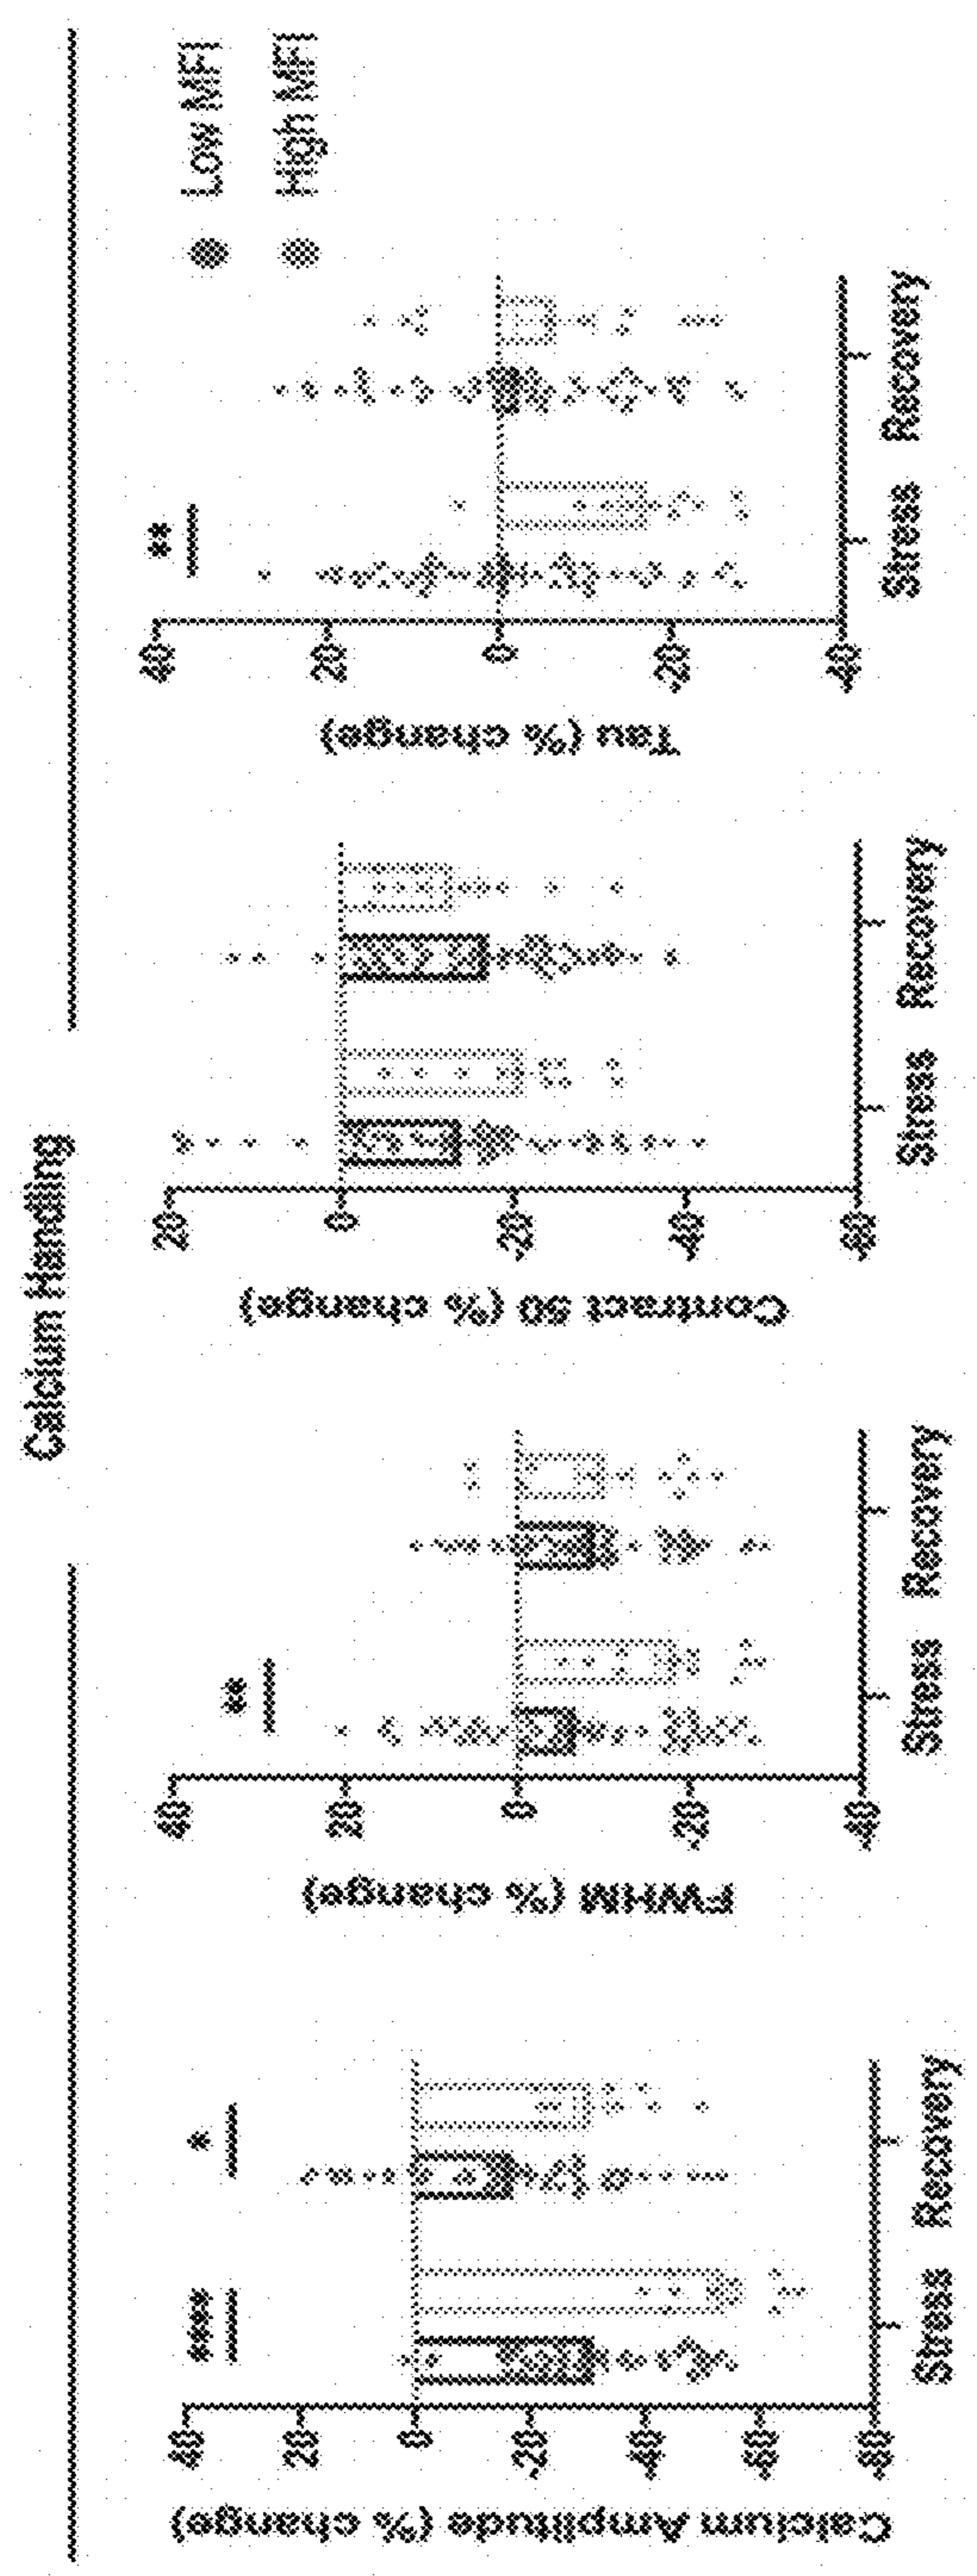 Calcium Handling
Low MFI
High MFI
Calcium Amplitude (% change)
40
20
0
-20
-40
-60
-80
****
*
Stress Recovery
FWHM (% change)
40
20
0
-20
-40
**
Stress Recovery
Contract (% change)
20
0
-20
-40
-60
Stress Recovery
Tau (% change)
40
20
0
-20
-40
**
Stress Recovery